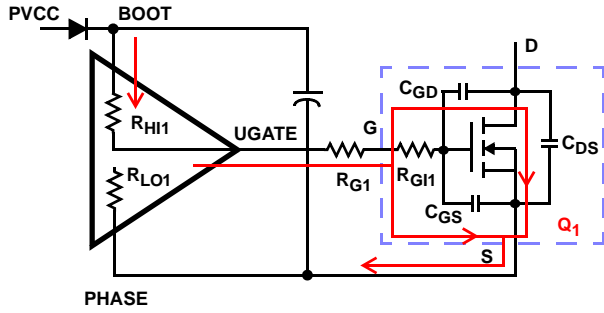 PVCC
BOOT
D
C_GD
R_HI1
UGATE
G
C_DS
R_LO1
R_G1
R_GI1
C_GS
Q_1
S
PHASE